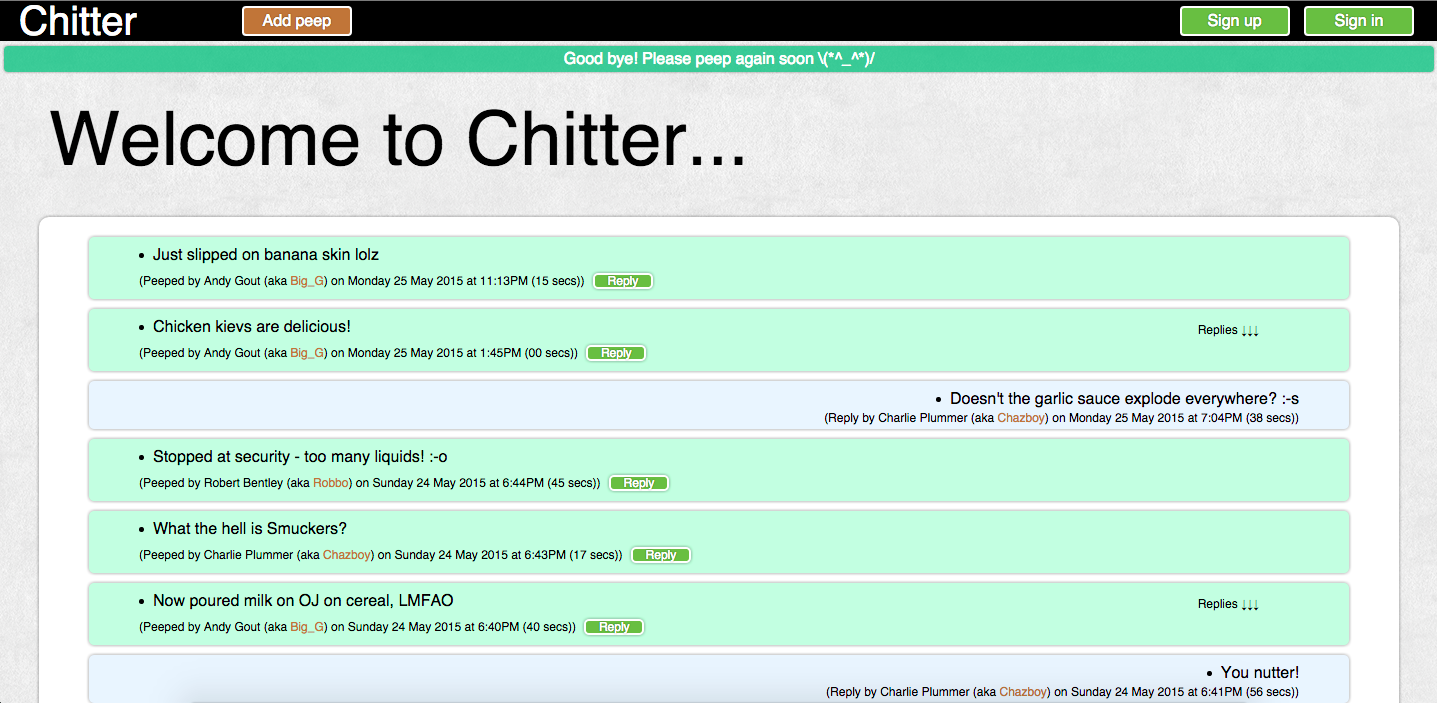 Chitter
Add peep
Sign up
Sign in
Good bye! Please peep again soon \(*^_^*)/
Welcome to Chitter...
• Just slipped on banana skin lolz
(Peeped by Andy Gout (aka Big_G) on Monday 25 May 2015 at 11:13PM (15 secs)) Reply
• Chicken kievs are delicious!
Replies ↓↓↓
(Peeped by Andy Gout (aka Big_G) on Monday 25 May 2015 at 1:45PM (00 secs)) Reply
• Doesn't the garlic sauce explode everywhere? :-s
(Reply by Charlie Plummer (aka Chazboy) on Monday 25 May 2015 at 7:04PM (38 secs))
• Stopped at security - too many liquids! :-o
(Peeped by Robert Bentley (aka Robbo) on Sunday 24 May 2015 at 6:44PM (45 secs)) Reply
• What the hell is Smuckers?
(Peeped by Charlie Plummer (aka Chazboy) on Sunday 24 May 2015 at 6:43PM (17 secs)) Reply
• Now poured milk on OJ on cereal, LMFAO
Replies ↓↓↓
(Peeped by Andy Gout (aka Big_G) on Sunday 24 May 2015 at 6:40PM (40 secs)) Reply
• You nutter!
(Reply by Charlie Plummer (aka Chazboy) on Sunday 24 May 2015 at 6:41PM (56 secs))